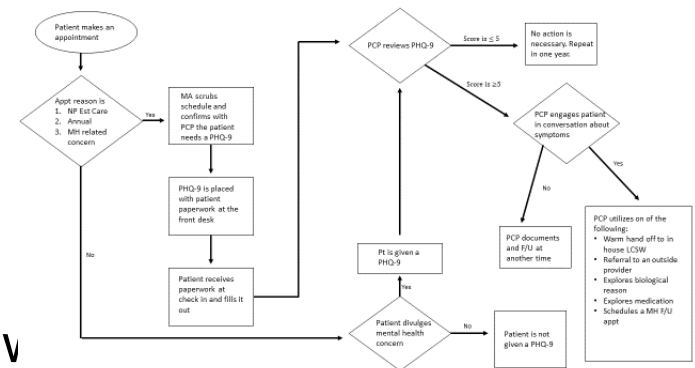 Patient makes an
appointment
Appt reason is
1. NP Est Care
2. Annual
3. MH related
concern
Yes
MA scrubs
schedule and
confirms with
PCP the patient
needs a PHQ-9
PHQ-9 is placed
with patient
paperwork at the
front desk
Patient receives
paperwork at
check in and fills it
out
No
PCP reviews PHQ-9
Score is ≤ 5
No action is
necessary. Repeat
in one year.
Score is ≥5
PCP engages patient
in conversation about
symptoms
No
Yes
PCP documents
and F/U at
another time
PCP utilizes on of the
following:
• Warm hand off to in
house LCSW
• Referral to an outside
provider
• Explores biological
reason
• Explores medication
• Schedules a MH F/U
appt
Pt is given a
PHQ-9
Yes
Patient divulges
mental health
concern
No
Patient is not
given a PHQ-9